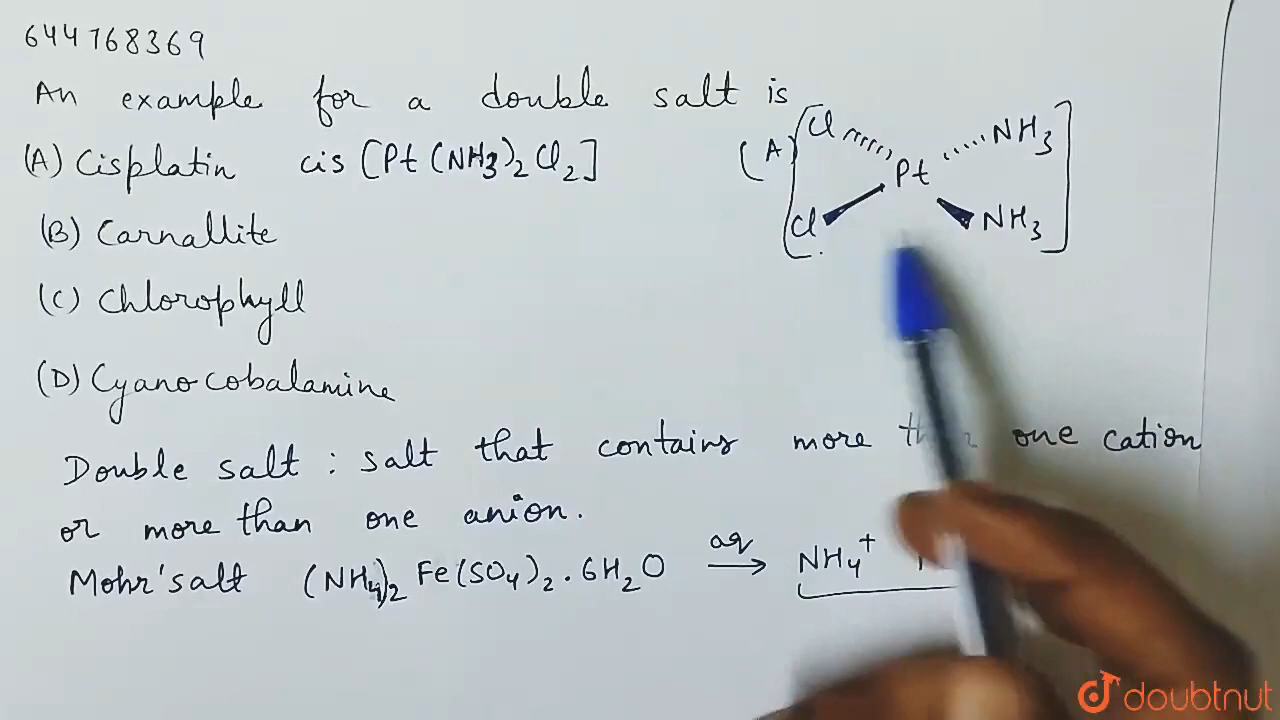 644768369
An example for a double salt is
(A) Cisplatin cis [Pt(NH3)2Cl2]
(B) Carnallite
(C) Chlorophyll
(D) Cyanocobalamine
(A) [Cl NH3
Pt
Cl NH3]
Double salt : salt that contains more one cation
or more than one anion.
Mohr'salt (NH4)2 Fe(SO4)2.6H2O aq → NH4+
doubtnut